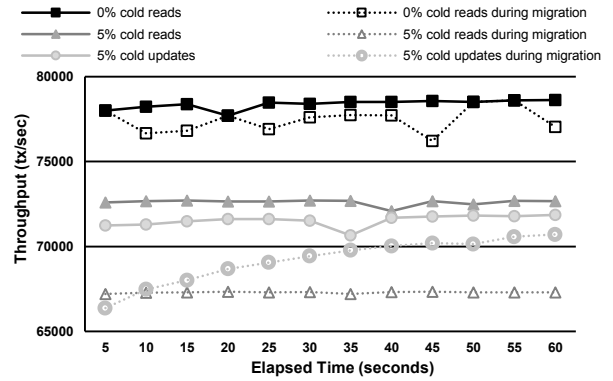 0% cold reads 0% cold reads during migration
5% cold reads 5% cold reads during migration
5% cold updates 5% cold updates during migration
80000
75000
70000
65000
Throughput (tx/sec)
5 10 15 20 25 30 35 40 45 50 55 60
Elapsed Time (seconds)